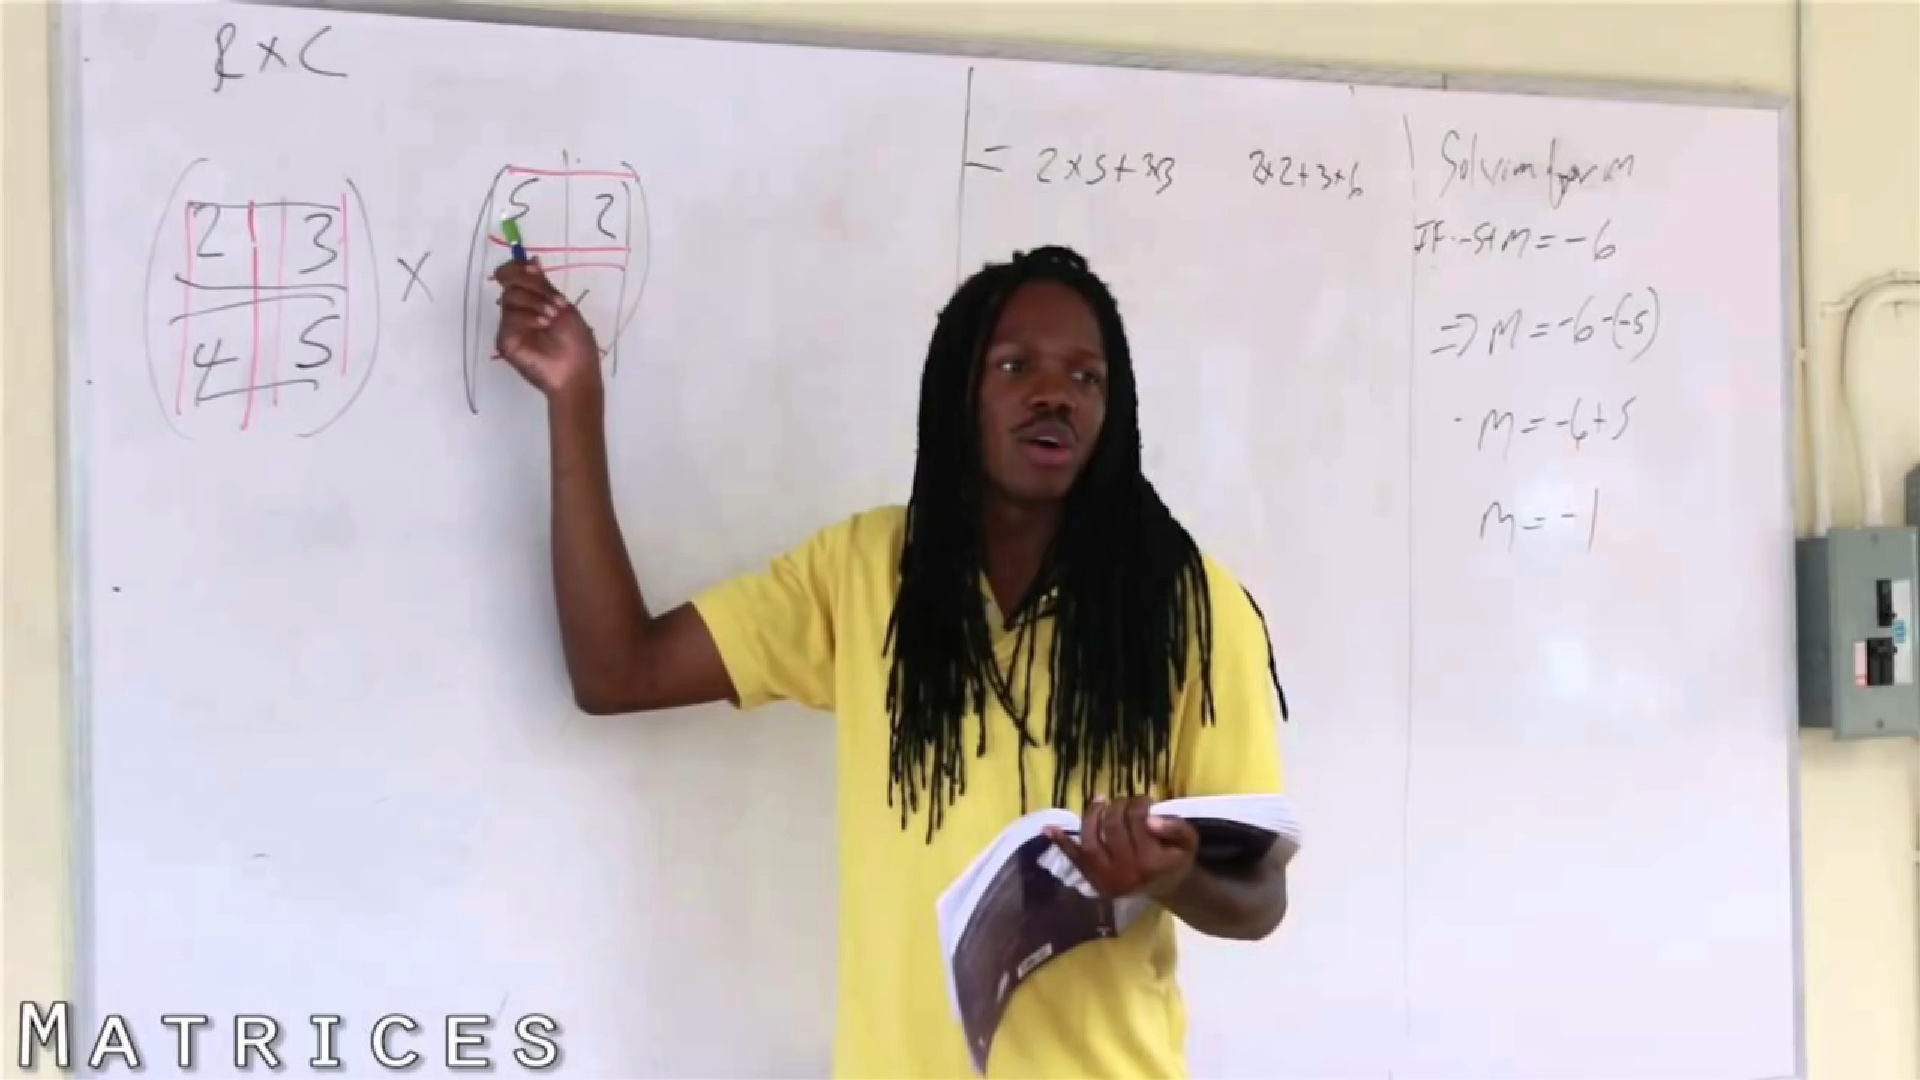 R x C
2 3
4 5
x
5 2
= 2x5+3x3 2x2+3x6
Solving for m
If -5+m = -6
=> m = -6-(-5)
m = -6+5
m = -1
MATRICES